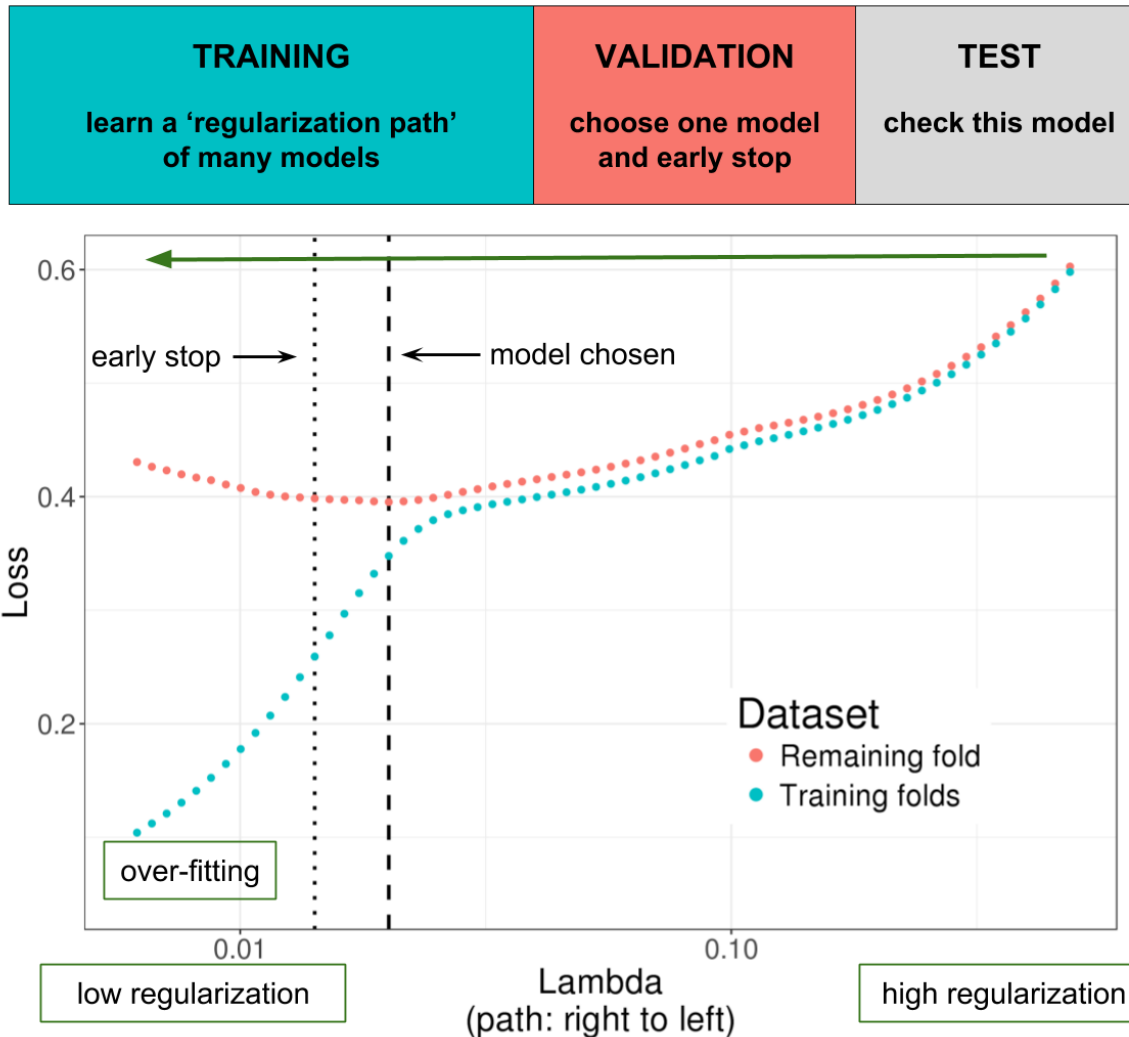 TRAINING
learn a ‘regularization path’
of many models
VALIDATION
choose one model
and early stop
TEST
check this model
0.6
early stop
model chosen
0.4
Loss
0.2
Dataset
Remaining fold
Training folds
over-fitting
0.01
0.10
low regularization
Lambda
(path: right to left)
high regularization